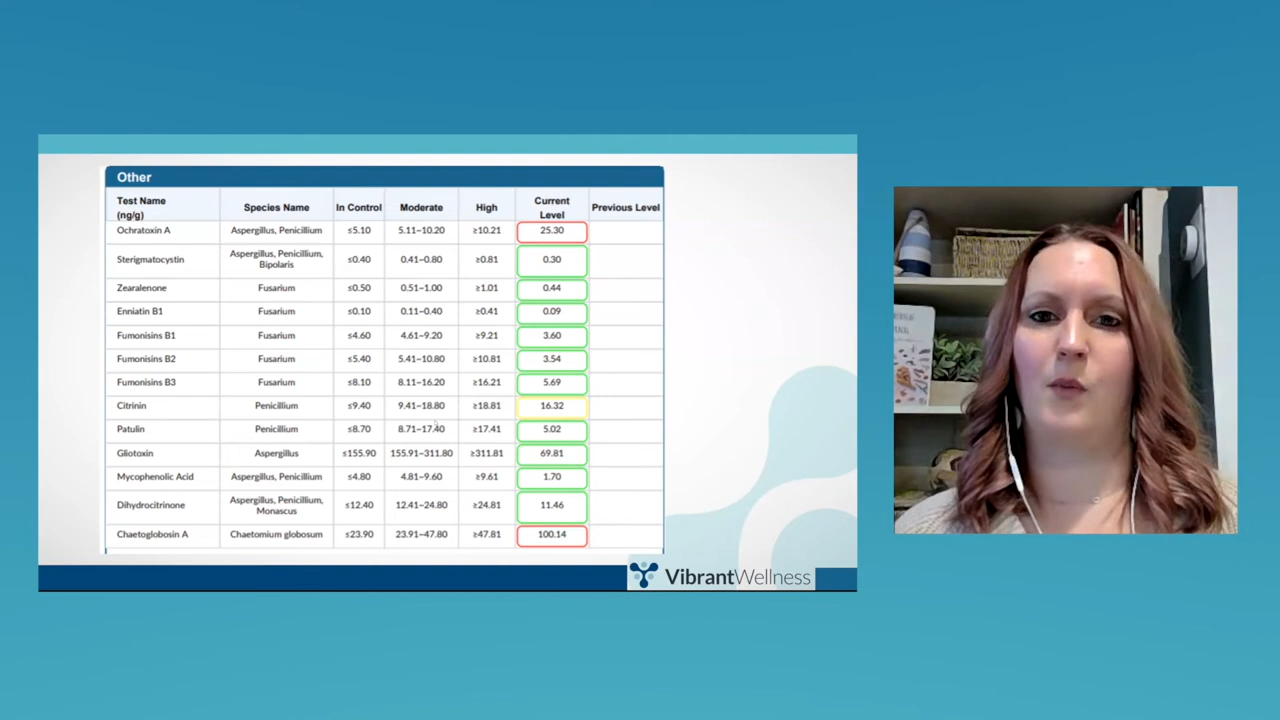 Other
Test Name (ng/g) Species Name In Control Moderate High Current Level Previous Level
Ochratoxin A Aspergillus, Penicillium ≤5.10 5.11–10.20 ≥10.21 25.30
Sterigmatocystin Aspergillus, Penicillium, Bipolaris ≤0.40 0.41–0.80 ≥0.81 0.30
Zearalenone Fusarium ≤0.50 0.51–1.00 ≥1.01 0.44
Enniatin B1 Fusarium ≤0.10 0.11–0.40 ≥0.41 0.09
Fumonisins B1 Fusarium ≤4.60 4.61–9.20 ≥9.21 3.60
Fumonisins B2 Fusarium ≤5.40 5.41–10.80 ≥10.81 3.54
Fumonisins B3 Fusarium ≤8.10 8.11–16.20 ≥16.21 5.69
Citrinin Penicillium ≤9.40 9.41–18.80 ≥18.81 16.32
Patulin Penicillium ≤8.70 8.71–17.40 ≥17.41 5.02
Gliotoxin Aspergillus ≤155.90 155.91–311.80 ≥311.81 69.81
Mycophenolic Acid Aspergillus, Penicillium ≤4.80 4.81–9.60 ≥9.61 1.70
Dihydrocitrinone Aspergillus, Penicillium, Monascus ≤12.40 12.41–24.80 ≥24.81 11.46
Chaetoglobosin A Chaetomium globosum ≤23.90 23.91–47.80 ≥47.81 100.14
VibrantWellness